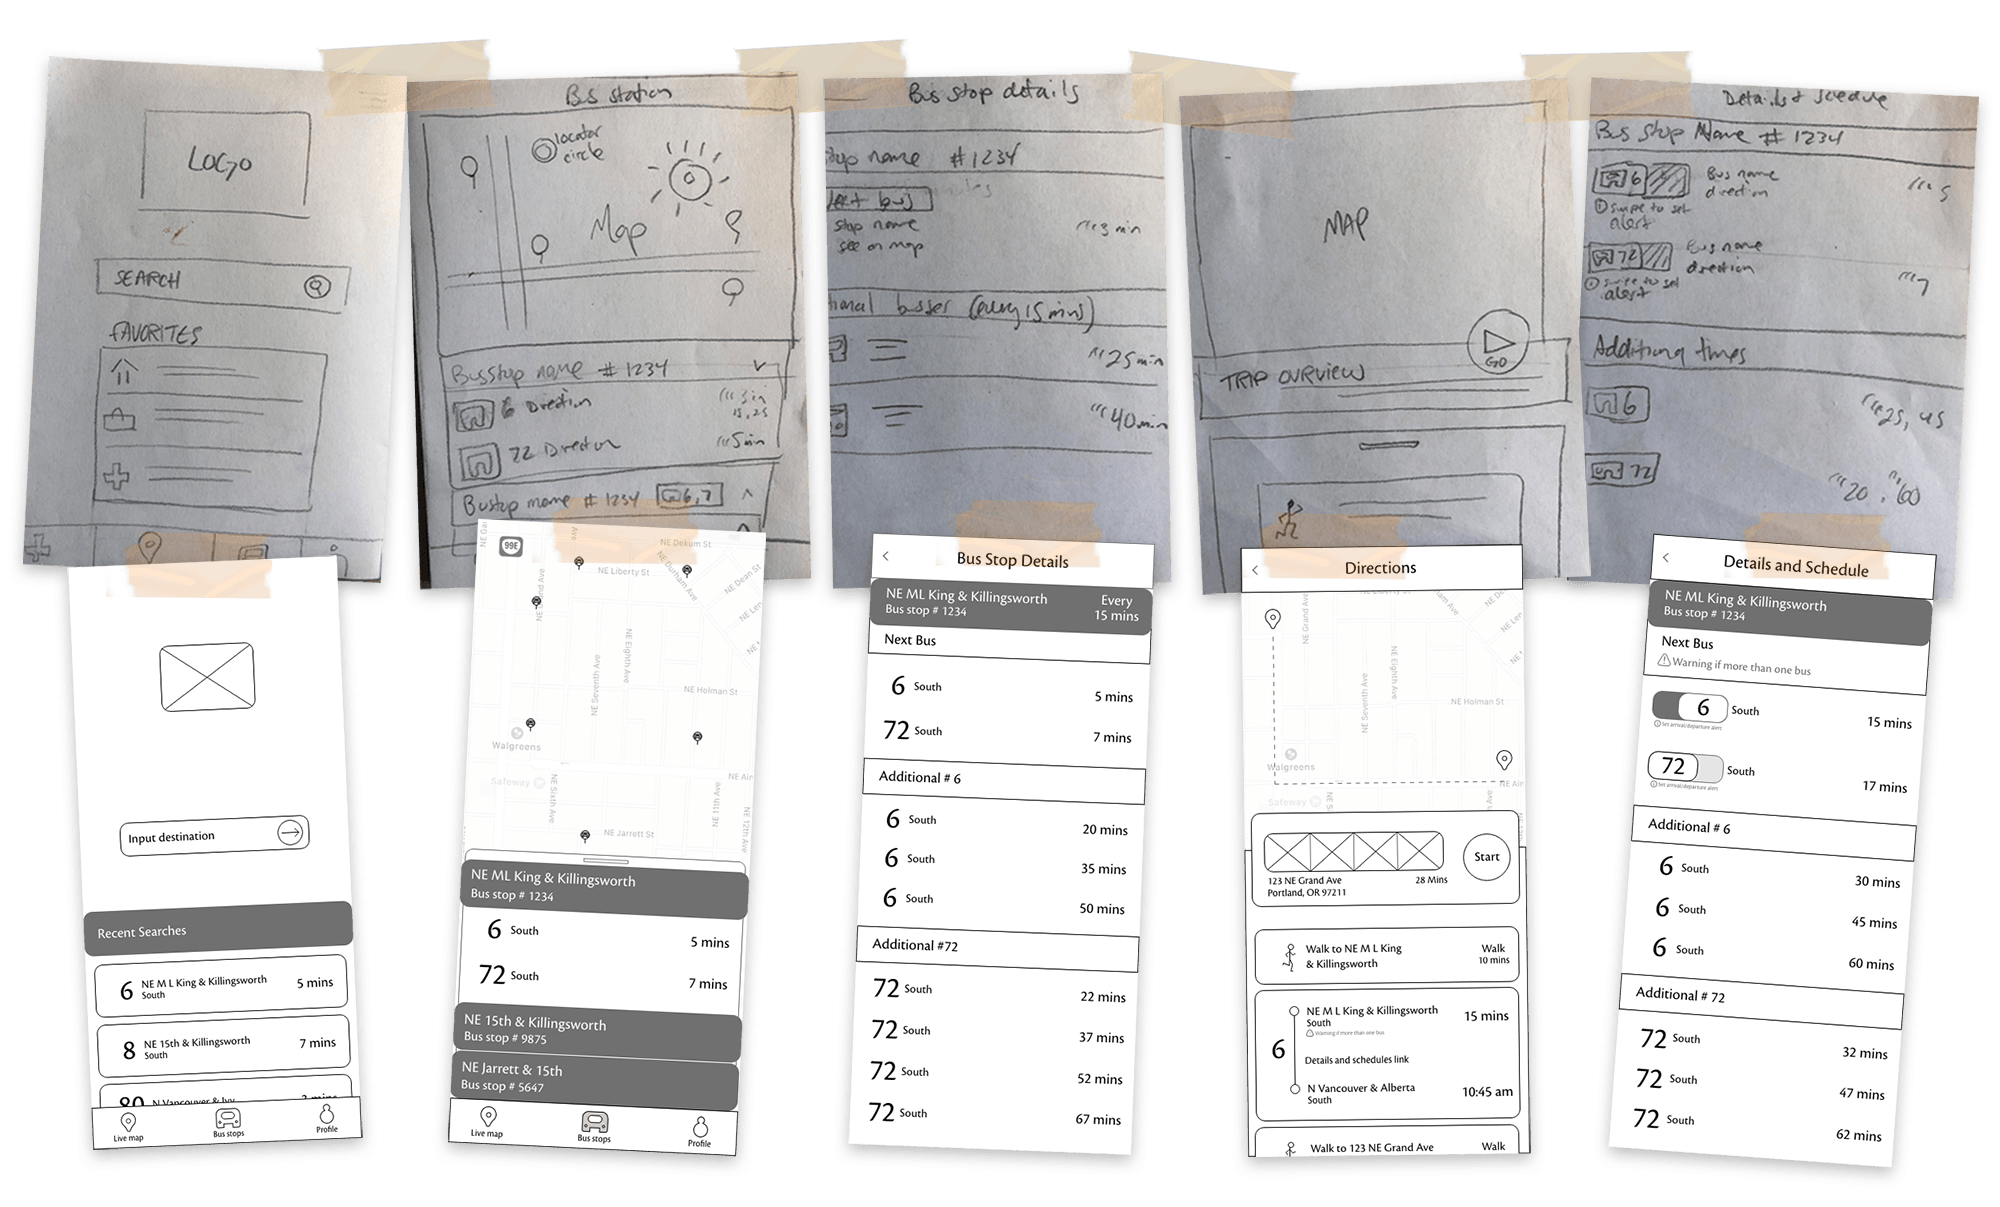 LOGO
SEARCH
FAVORITES
Bus station
locator
circle
Map
Busstop name # 1234
6 Direction
15, 25
72 Direction
5min
Bustop name # 1234 6,7
Bus stop details
stop name # 1234
next bus
stop name
see on map
3 min
tional busses (every 15 mins)
25 min
40 min
MAP
GO
TRIP OVRVIEW
Details & Scedule
Bus Stop Name # 1234
6
Bus name
direction
5
swipe to set
alert
72
Bus name
direction
7
swipe to set
alert
Additiong times
6
25, 45
72
20, 60
Input destination
Recent Searches
6 NE M L King & Killingsworth 5 mins
South
8 NE 15th & Killingsworth 7 mins
South
80 N Vancouver & Ivy 2 mins
Live map Bus stops Profile
99E
NE Grand Ave
NE Dekum St
NE Liberty St
NE Durham Ave
NE Dean St
NE Seventh Ave
NE Eighth Ave
NE Holman St
Walgreens
Safeway
NE Sixth Ave
NE 11th Ave
NE 12th Ave
NE Jarrett St
NE ML King & Killingsworth
Bus stop # 1234
6 South 5 mins
72 South 7 mins
NE 15th & Killingsworth
Bus stop # 9875
NE Jarrett & 15th
Bus stop # 5647
Live map Bus stops Profile
Bus Stop Details
NE ML King & Killingsworth Every
Bus stop # 1234 15 mins
Next Bus
6 South 5 mins
72 South 7 mins
Additional # 6
6 South 20 mins
6 South 35 mins
6 South 50 mins
Additional #72
72 South 22 mins
72 South 37 mins
72 South 52 mins
72 South 67 mins
Directions
NE Grand Ave
NE Eighth Ave
NE Seventh Ave
NE Holman St
Walgreens
Safeway
Start
123 NE Grand Ave 28 Mins
Portland, OR 97211
Walk to NE M L King Walk
& Killingsworth 10 mins
NE M L King & Killingsworth 15 mins
South
Warning if more than one bus
6
Details and schedules link
N Vancouver & Alberta 10:45 am
South
Walk to 123 NE Grand Ave Walk
Details and Schedule
NE ML King & Killingsworth
Bus stop # 1234
Next Bus
Warning if more than one bus
6 South 15 mins
Set arrival/departure alert
72 South 17 mins
Set arrival/departure alert
Additional # 6
6 South 30 mins
6 South 45 mins
6 South 60 mins
Additional # 72
72 South 32 mins
72 South 47 mins
72 South 62 mins